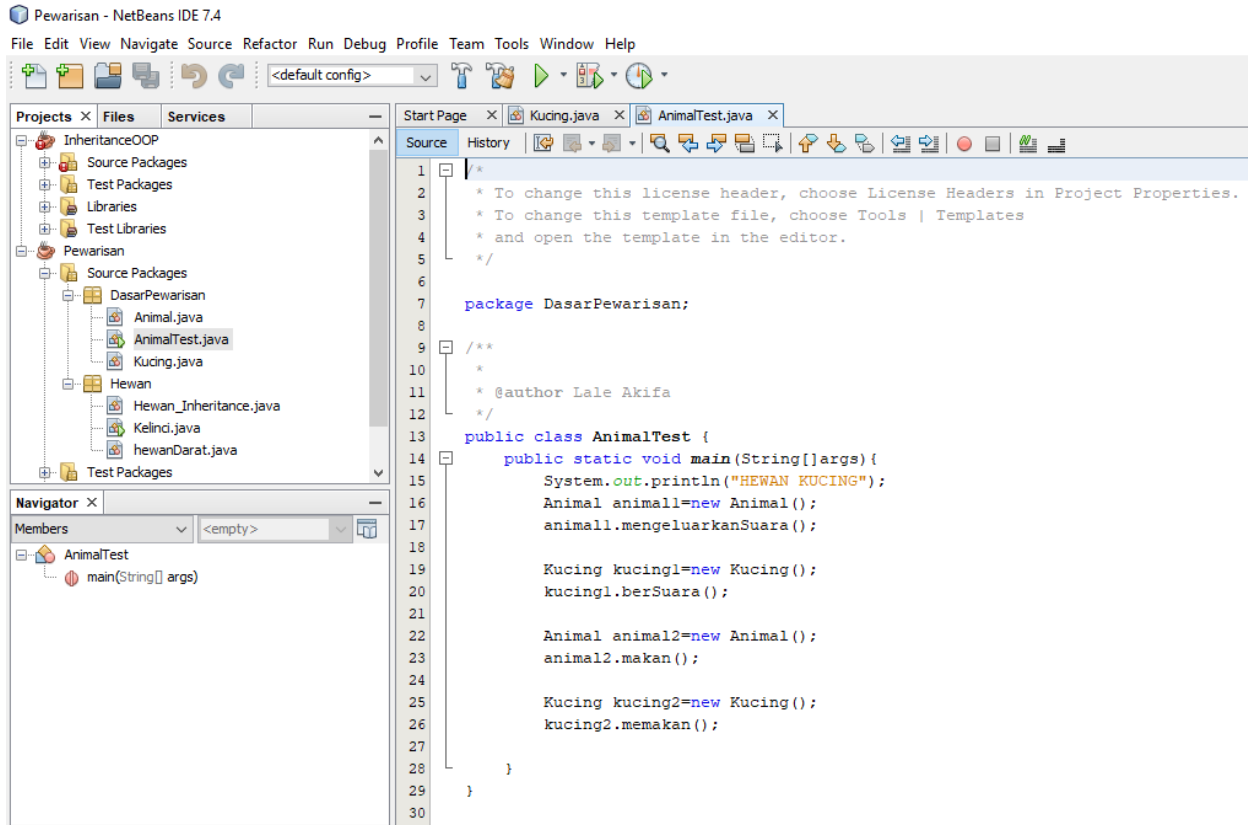 Pewarisan - NetBeans IDE 7.4
File Edit View Navigate Source Refactor Run Debug Profile Team Tools Window Help
<default config>
Projects Files Services
InheritanceOOP
Source Packages
Test Packages
Libraries
Test Libraries
Pewarisan
Source Packages
DasarPewarisan
Animal.java
AnimalTest.java
Kucing.java
Hewan
Hewan_Inheritance.java
Kelinci.java
hewanDarat.java
Test Packages
Navigator
Members <empty>
AnimalTest
main(String[] args)
Start Page Kucing.java AnimalTest.java
Source History
1 /*
2 * To change this license header, choose License Headers in Project Properties.
3 * To change this template file, choose Tools | Templates
4 * and open the template in the editor.
5 */
6
7 package DasarPewarisan;
8
9 /**
10 *
11 * @author Lale Akifa
12 */
13 public class AnimalTest {
14 public static void main(String[]args){
15 System.out.println("HEWAN KUCING");
16 Animal animal1=new Animal();
17 animal1.mengeluarkanSuara();
18
19 Kucing kucing1=new Kucing();
20 kucing1.berSuara();
21
22 Animal animal2=new Animal();
23 animal2.makan();
24
25 Kucing kucing2=new Kucing();
26 kucing2.memakan();
27
28 }
29 }
30